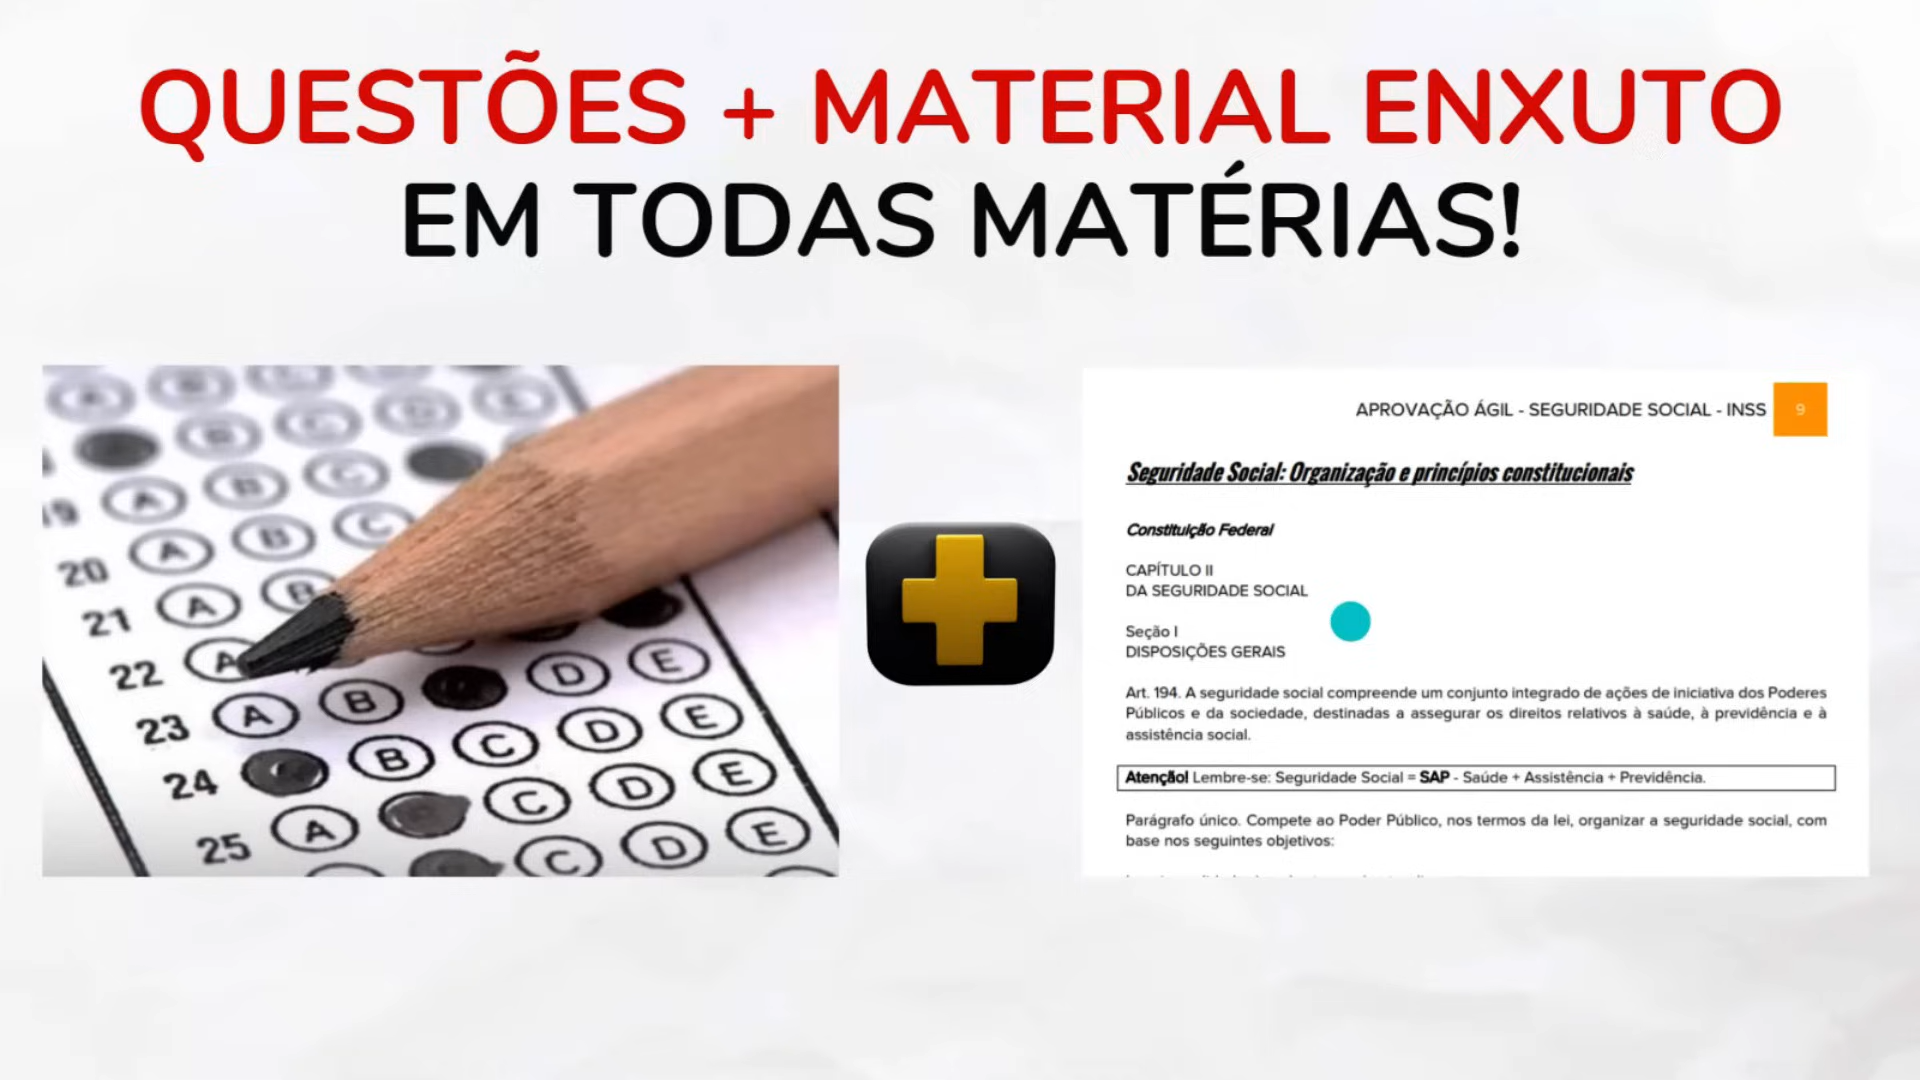 QUESTÕES + MATERIAL ENXUTO
EM TODAS MATÉRIAS!
A B C D E
19 A B C
20 A B C
21 A B
22 A
23 A B D E
24 B C D E
25 A C D E
C D E
APROVAÇÃO ÁGIL - SEGURIDADE SOCIAL - INSS 9
Seguridade Social: Organização e princípios constitucionais
Constituição Federal
CAPÍTULO II
DA SEGURIDADE SOCIAL
Seção I
DISPOSIÇÕES GERAIS
Art. 194. A seguridade social compreende um conjunto integrado de ações de iniciativa dos Poderes
Públicos e da sociedade, destinadas a assegurar os direitos relativos à saúde, à previdência e à
assistência social.
Atenção! Lembre-se: Seguridade Social = SAP - Saúde + Assistência + Previdência.
Parágrafo único. Compete ao Poder Público, nos termos da lei, organizar a seguridade social, com
base nos seguintes objetivos: